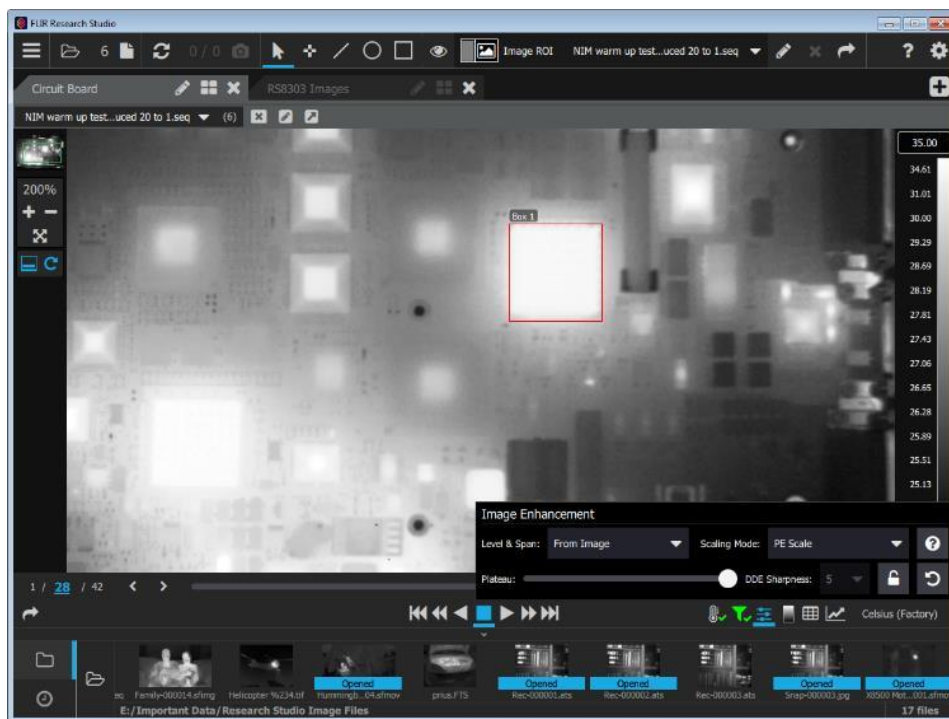 FLIR Research Studio
6 0 / 0 Image ROI NIM warm up test...uced 20 to 1.seq ?
Circuit Board RS8303 Images
NIM warm up test...uced 20 to 1.seq (6)
200%
Box 1
35.00
34.61
31.01
30.00
29.29
28.69
28.19
27.81
27.43
27.06
26.65
26.28
25.89
25.51
25.13
Image Enhancement
Level & Span: From Image Scaling Mode: PE Scale ?
Plateau: DDE Sharpness: 5
1 / 28 / 42
Celsius (Factory)
Opened Opened Opened Opened Opened
eq Family-000014.sfimg Helicopter %234.tif Hummingb...04.sfmov prius.FTS Rec-000001.ats Rec-000002.ats Rec-000003.ats Snap-000003.jpg X8500 Mot...001.sfmov
E:/Important Data/Research Studio Image Files 17 files